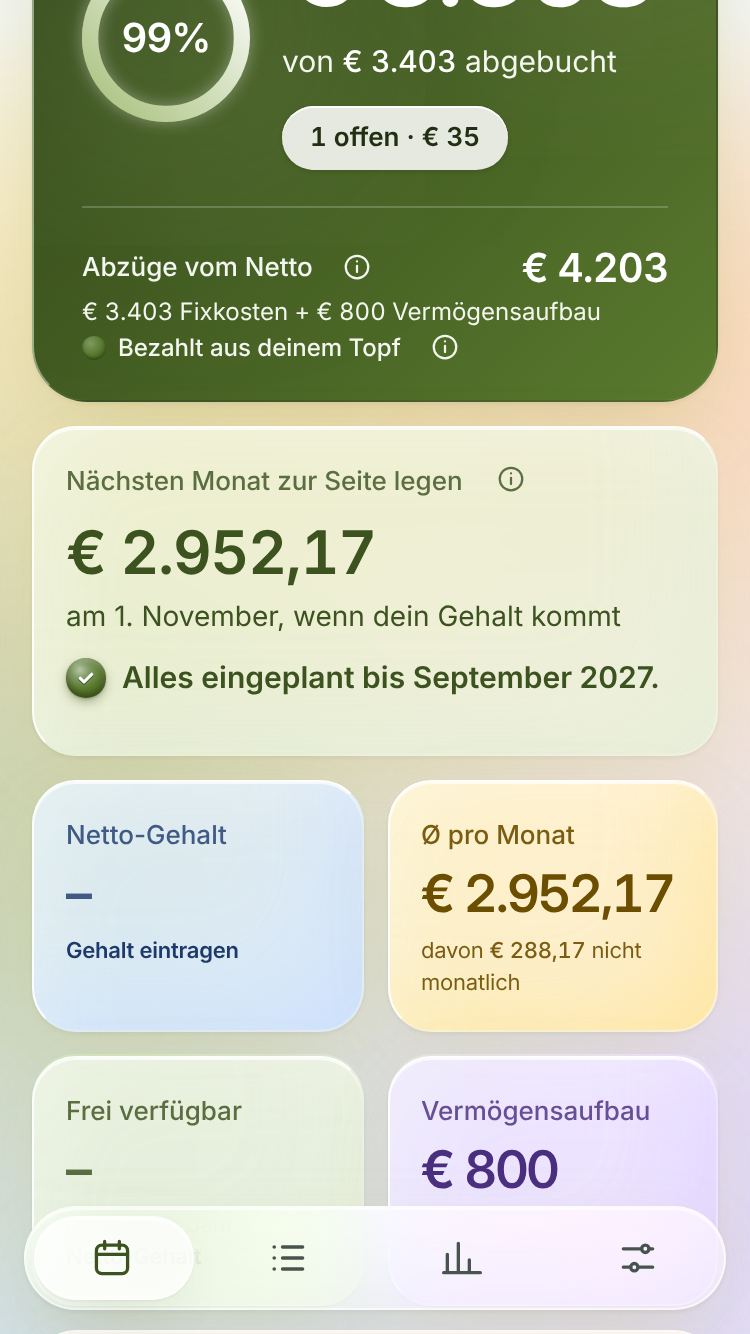 99%
von € 3.403 abgebucht
1 offen · € 35
Abzüge vom Netto
€ 4.203
€ 3.403 Fixkosten + € 800 Vermögensaufbau
Bezahlt aus deinem Topf
Nächsten Monat zur Seite legen
€ 2.952,17
am 1. November, wenn dein Gehalt kommt
Alles eingeplant bis September 2027.
Netto-Gehalt
–
Gehalt eintragen
Ø pro Monat
€ 2.952,17
davon € 288,17 nicht
monatlich
Frei verfügbar
–
Vermögensaufbau
€ 800